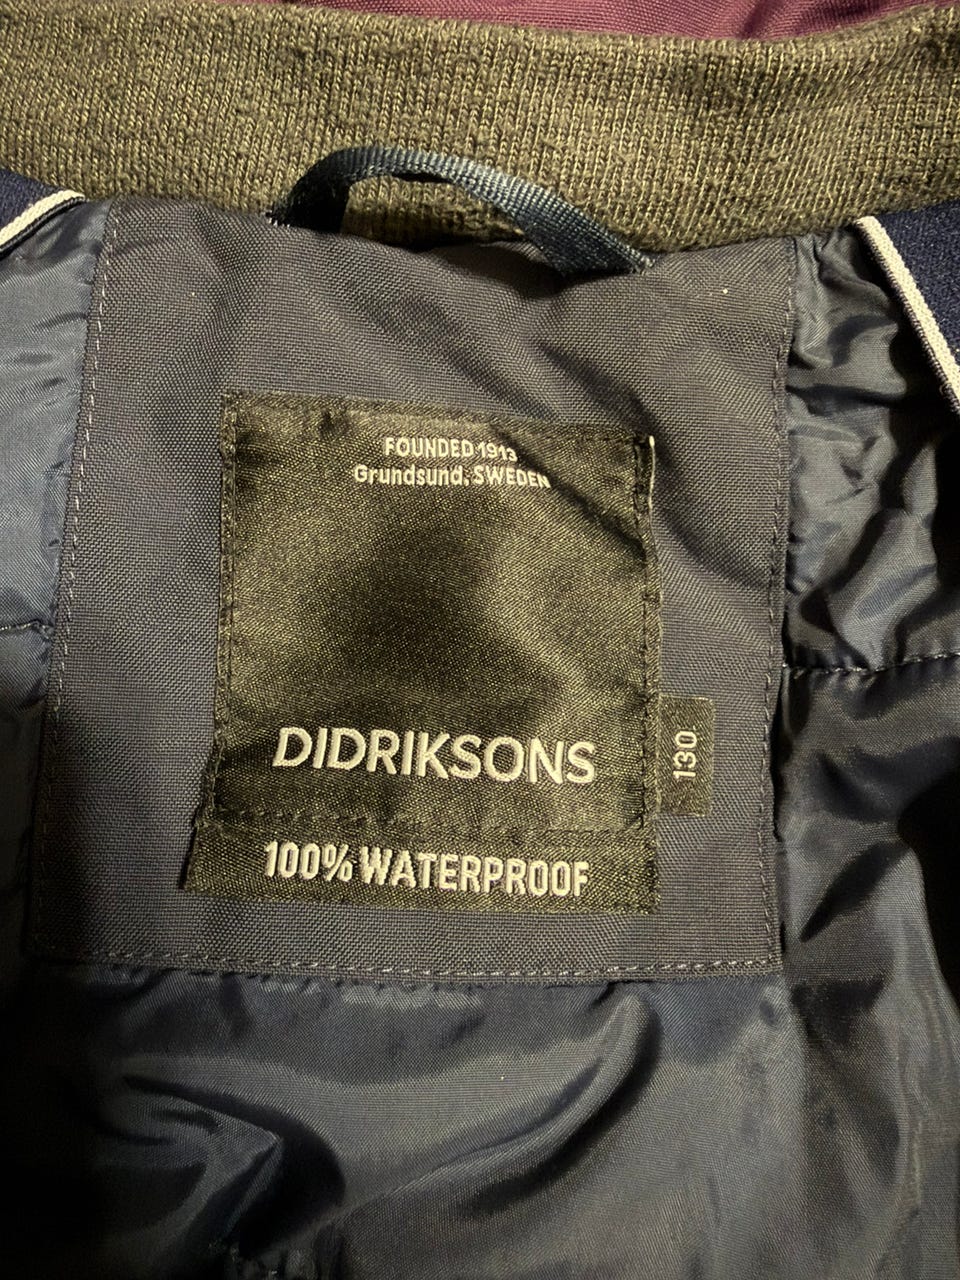 FOUNDED 1913
Grundsund, SWEDEN
DIDRIKSONS
130
100% WATERPROOF